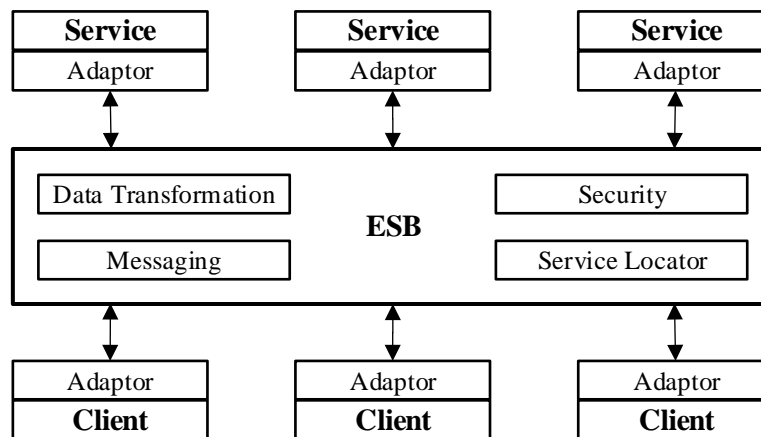 Service Service Service
Adaptor Adaptor Adaptor
Data Transformation Security
ESB
Messaging Service Locator
Adaptor Adaptor Adaptor
Client Client Client